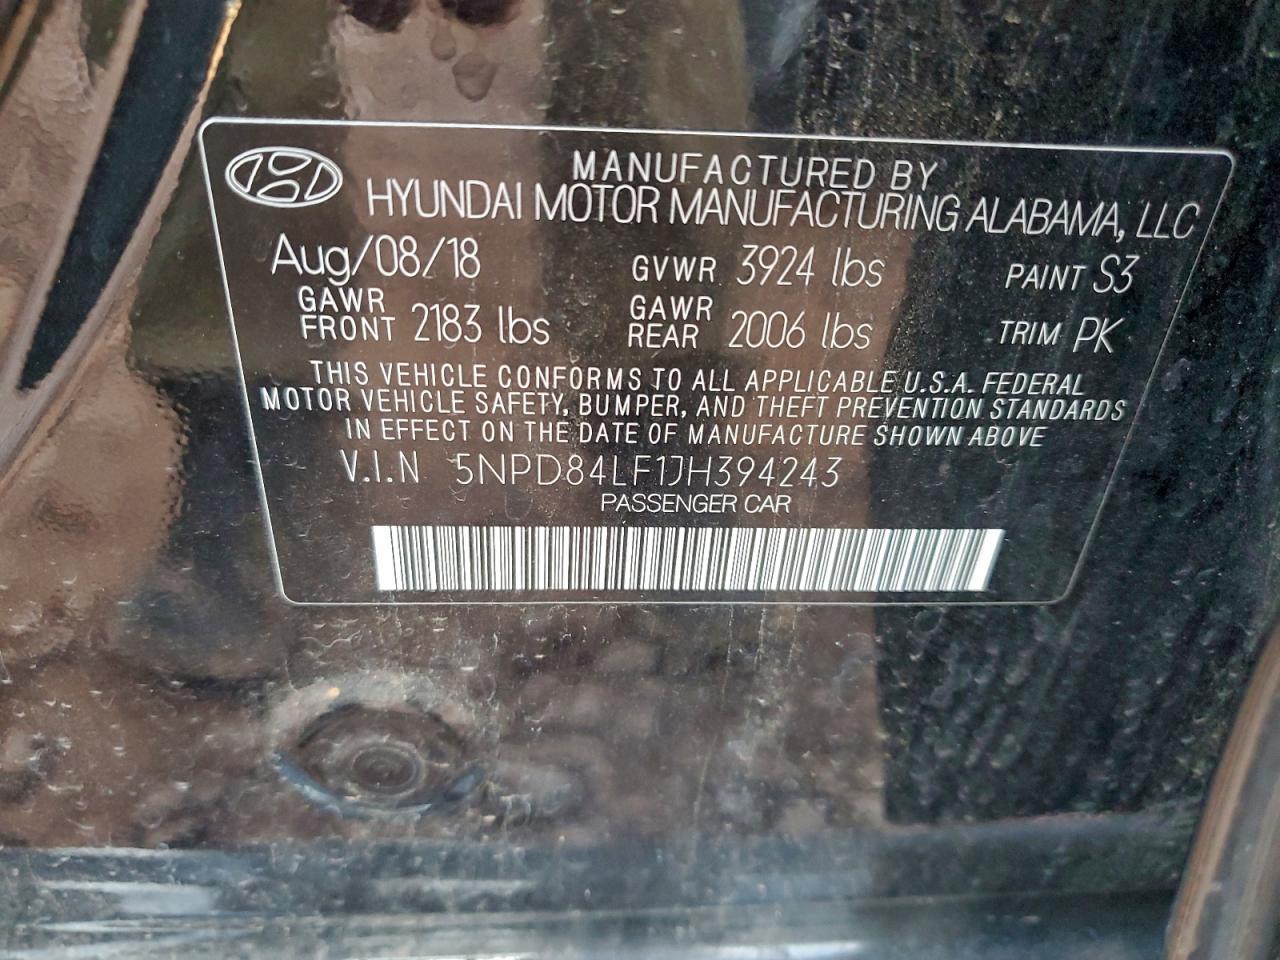 MANUFACTURED BY
HYUNDAI MOTOR MANUFACTURING ALABAMA, LLC
Aug/08/18 GVWR 3924 lbs PAINT S3
GAWR FRONT 2183 lbs GAWR REAR 2006 lbs TRIM PK
THIS VEHICLE CONFORMS TO ALL APPLICABLE U.S.A. FEDERAL
MOTOR VEHICLE SAFETY, BUMPER, AND THEFT PREVENTION STANDARDS
IN EFFECT ON THE DATE OF MANUFACTURE SHOWN ABOVE
V.I.N 5NPD84LF1JH394243
PASSENGER CAR